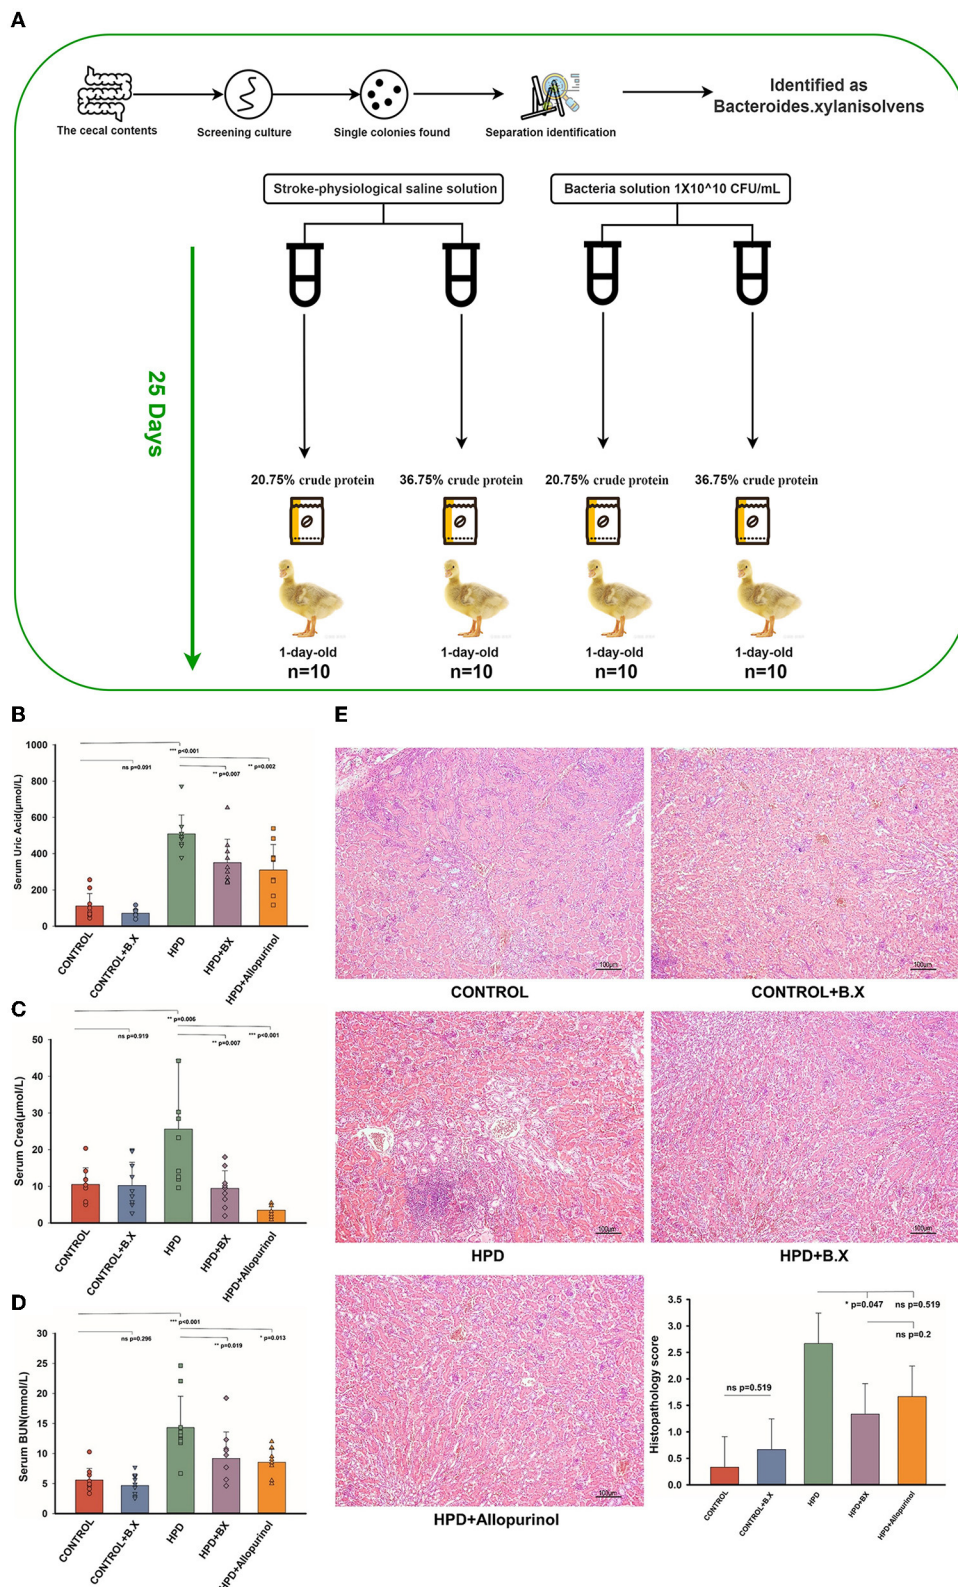 A
The cecal contents
Screening culture
Single colonies found
Separation identification
Identified as
Bacteroides.xylanisolvens
Stroke-physiological saline solution
Bacteria solution 1X10^10 CFU/mL
25 Days
20.75% crude protein
36.75% crude protein
20.75% crude protein
36.75% crude protein
1-day-old
n=10
1-day-old
n=10
1-day-old
n=10
1-day-old
n=10
B
Serum Uric Acid(μmol/L)
1000
800
600
400
200
0
*** p<0.001
ns p=0.091
** p=0.002
** p=0.007
CONTROL
CONTROL+B.X
HPD
HPD+BX
HPD+Allopurinol
C
Serum Crea(μmol/L)
50
40
30
20
10
0
** p=0.006
ns p=0.919
***p<0.001
** p=0.007
CONTROL
CONTROL+B.X
HPD
HPD+BX
HPD+Allopurinol
D
Serum BUN(mmol/L)
30
25
20
15
10
5
0
*** p<0.001
ns p=0.296
* p=0.013
** p=0.019
CONTROL
CONTROL+B.X
HPD
HPD+BX
HPD+Allopurinol
E
100μm
CONTROL
100μm
CONTROL+B.X
100μm
HPD
100μm
HPD+B.X
100μm
HPD+Allopurinol
Histopathology score
3.5
3.0
2.5
2.0
1.5
1.0
0.5
0.0
* p=0.047
ns p=0.519
ns p=0.2
ns p=0.519
CONTROL
CONTROL+B.X
HPD
HPD+BX
HPD+Allopurinol